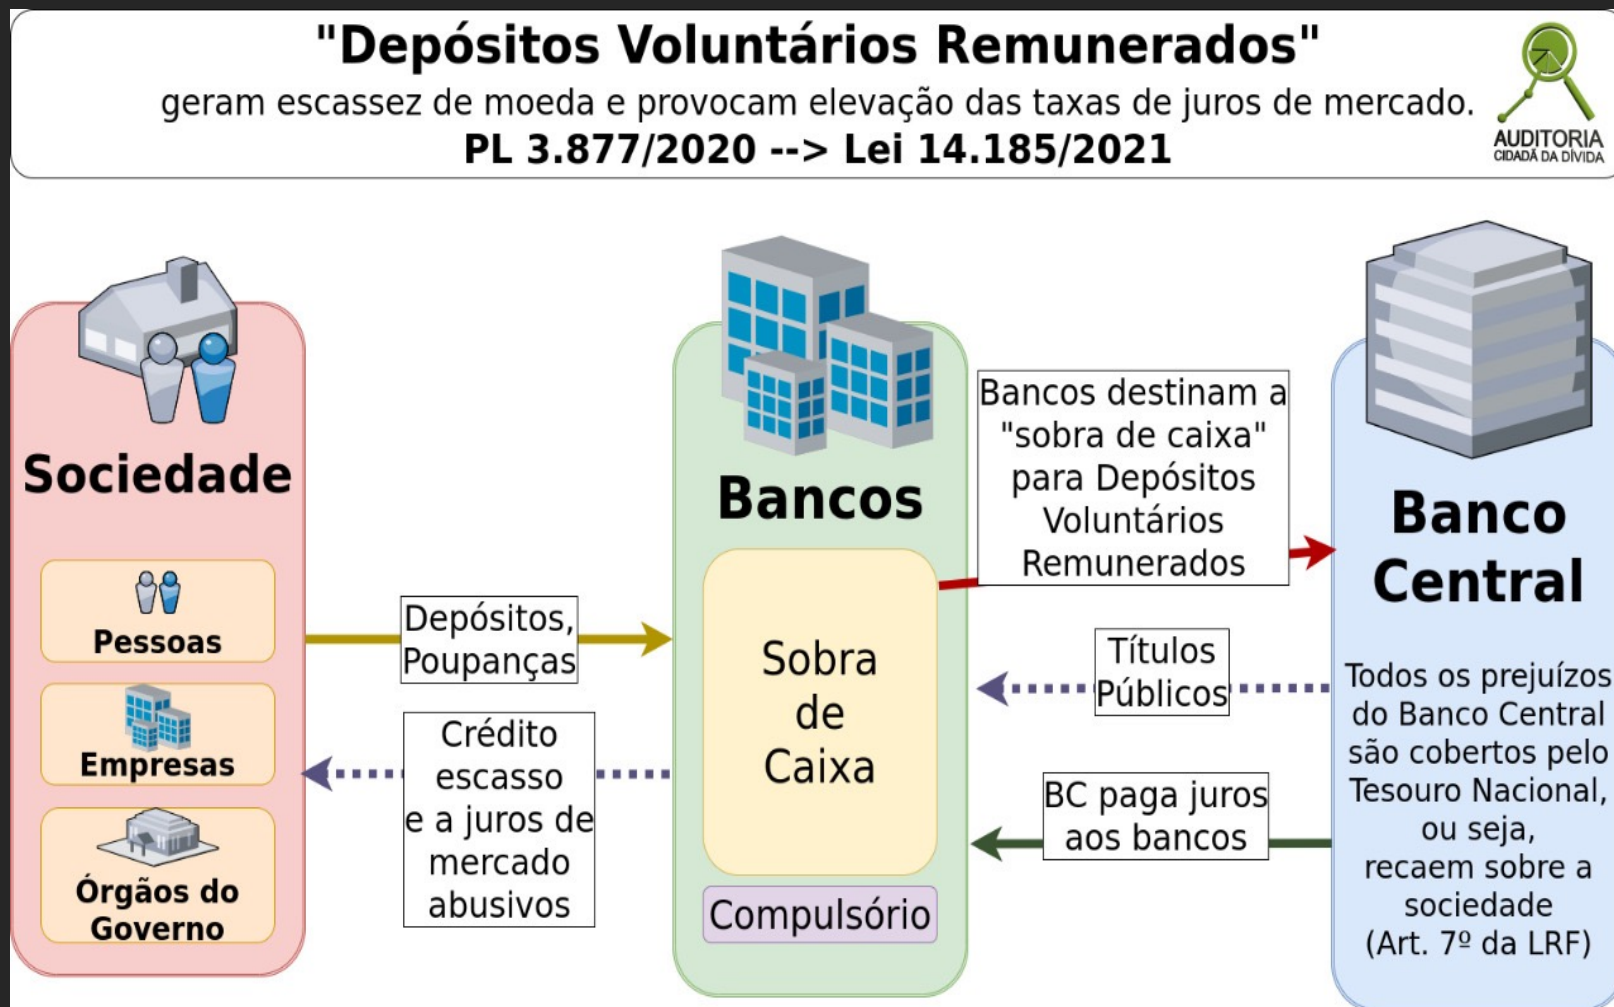 "Depósitos Voluntários Remunerados"
geram escassez de moeda e provocam elevação das taxas de juros de mercado.
PL 3.877/2020 --> Lei 14.185/2021
AUDITORIA
CIDADÃ DA DÍVIDA
Sociedade
Pessoas
Empresas
Órgãos do
Governo
Depósitos,
Poupanças
Crédito
escasso
e a juros de
mercado
abusivos
Bancos
Sobra
de
Caixa
Compulsório
Bancos destinam a
"sobra de caixa"
para Depósitos
Voluntários
Remunerados
Títulos
Públicos
BC paga juros
aos bancos
Banco
Central
Todos os prejuízos
do Banco Central
são cobertos pelo
Tesouro Nacional,
ou seja,
recaem sobre a
sociedade
(Art. 7º da LRF)